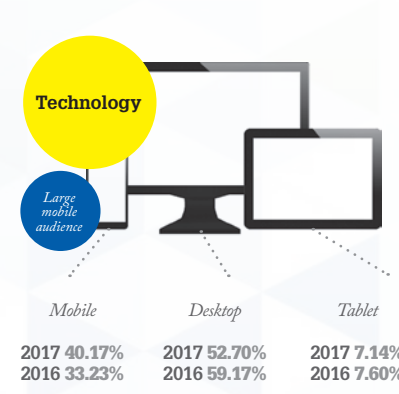 Technology
Large
mobile
audience
Mobile
2017 40.17%
2016 33.23%
Desktop
2017 52.70%
2016 59.17%
Tablet
2017 7.14%
2016 7.60%